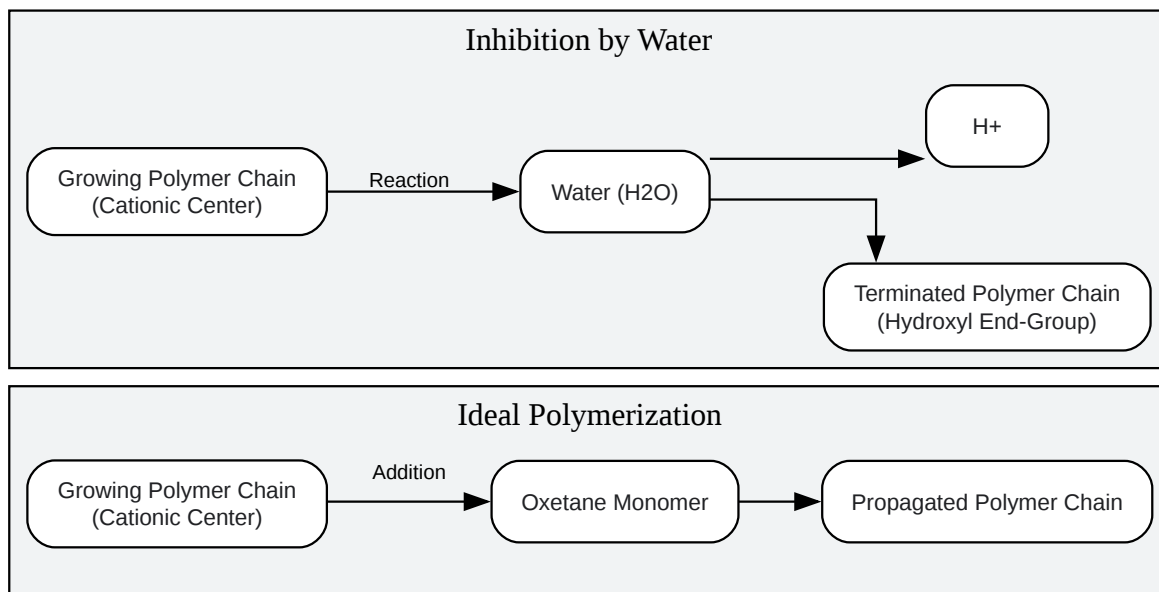 Inhibition by Water
H+
Growing Polymer Chain
(Cationic Center)
Reaction
Water (H2O)
Terminated Polymer Chain
(Hydroxyl End-Group)
Ideal Polymerization
Growing Polymer Chain
(Cationic Center)
Addition
Oxetane Monomer
Propagated Polymer Chain